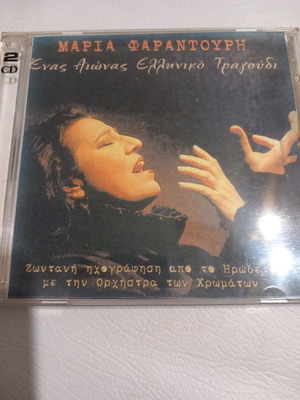 ΜΑΡΙΑ ΦΑΡΑΝΤΟΥΡΗ
Ένας Αιώνας Ελληνικό Τραγούδι
2
CD
Ζωντανή ηχογράφηση από το Ηρώδειο
με την Ορχήστρα των Χρωμάτων